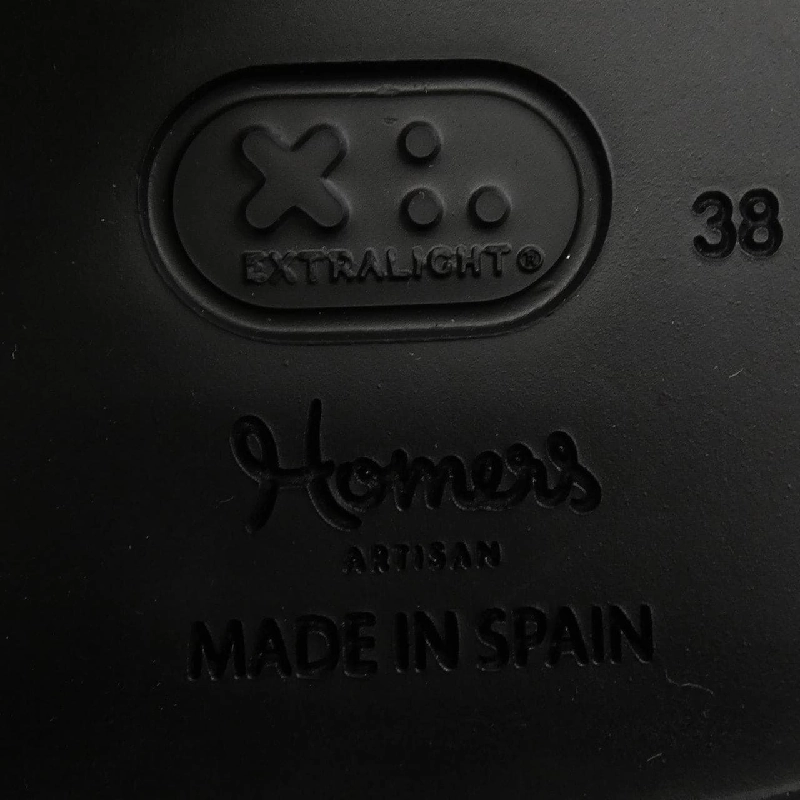 EXTRALIGHT®
38
Homers
ARTISAN
MADE IN SPAIN